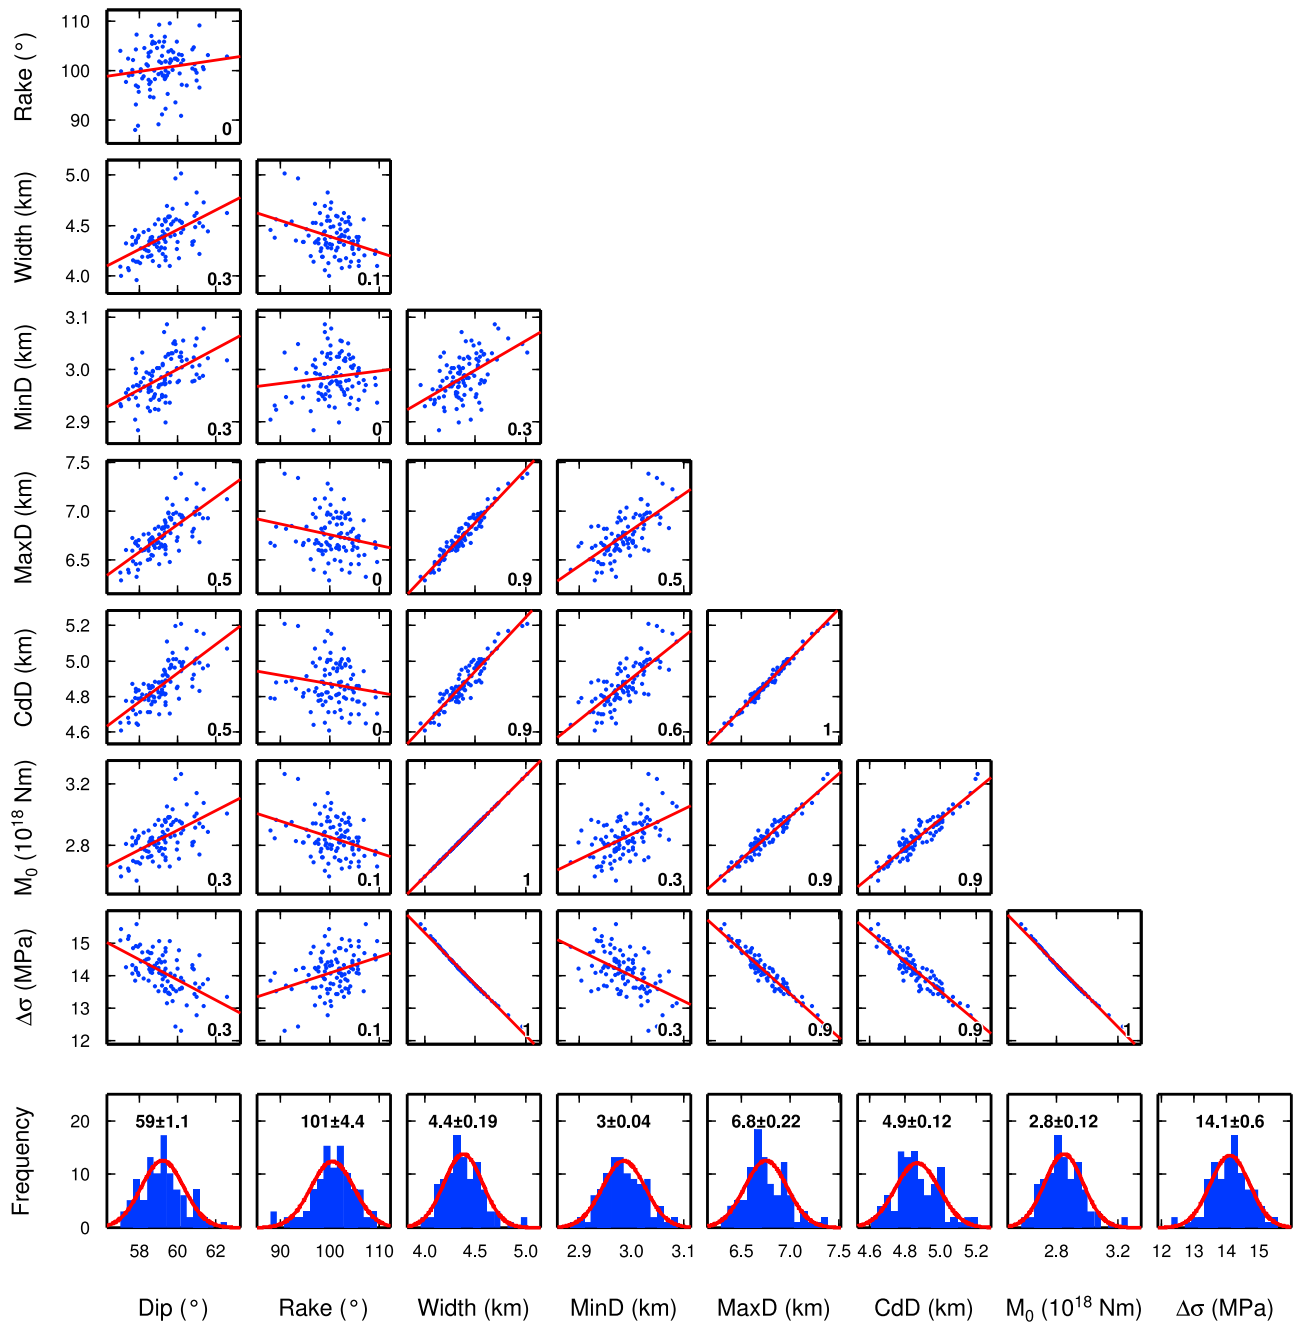 110
100
90
Rake (°)
0
5.0
4.5
4.0
Width (km)
0.3
0.1
3.1
3.0
2.9
MinD (km)
0.3
0
0.3
7.5
7.0
6.5
MaxD (km)
0.5
0
0.9
0.5
5.2
5.0
4.8
4.6
CdD (km)
0.5
0
0.9
0.6
1
3.2
2.8
M₀ (10¹⁸ Nm)
0.3
0.1
1
0.3
0.9
0.9
15
14
13
12
Δσ (MPa)
0.3
0.1
1
0.3
0.9
0.9
1
20
10
0
Frequency
59±1.1
101±4.4
4.4±0.19
3±0.04
6.8±0.22
4.9±0.12
2.8±0.12
14.1±0.6
58 60 62
90 100 110
4.0 4.5 5.0
2.9 3.0 3.1
6.5 7.0 7.5
4.6 4.8 5.0 5.2
2.8 3.2
12 13 14 15
Dip (°)
Rake (°)
Width (km)
MinD (km)
MaxD (km)
CdD (km)
M₀ (10¹⁸ Nm)
Δσ (MPa)